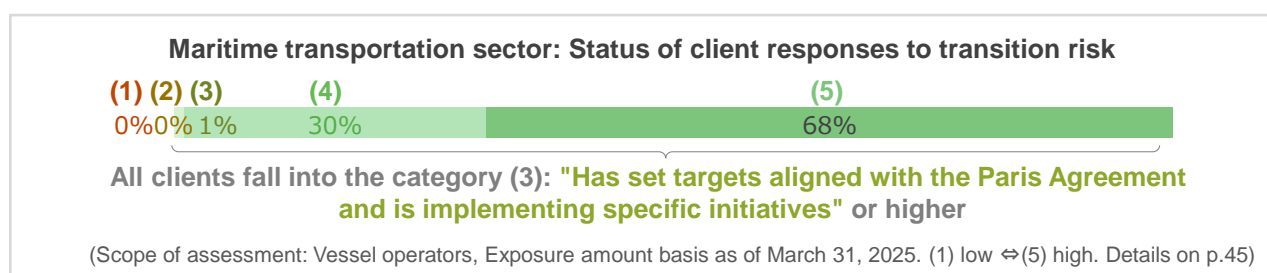 Maritime transportation sector: Status of client responses to transition risk
(1) (2) (3) (4) (5)
0% 0% 1% 30% 68%
All clients fall into the category (3): "Has set targets aligned with the Paris Agreement
and is implementing specific initiatives" or higher
(Scope of assessment: Vessel operators, Exposure amount basis as of March 31, 2025. (1) low ⇔(5) high. Details on p.45)